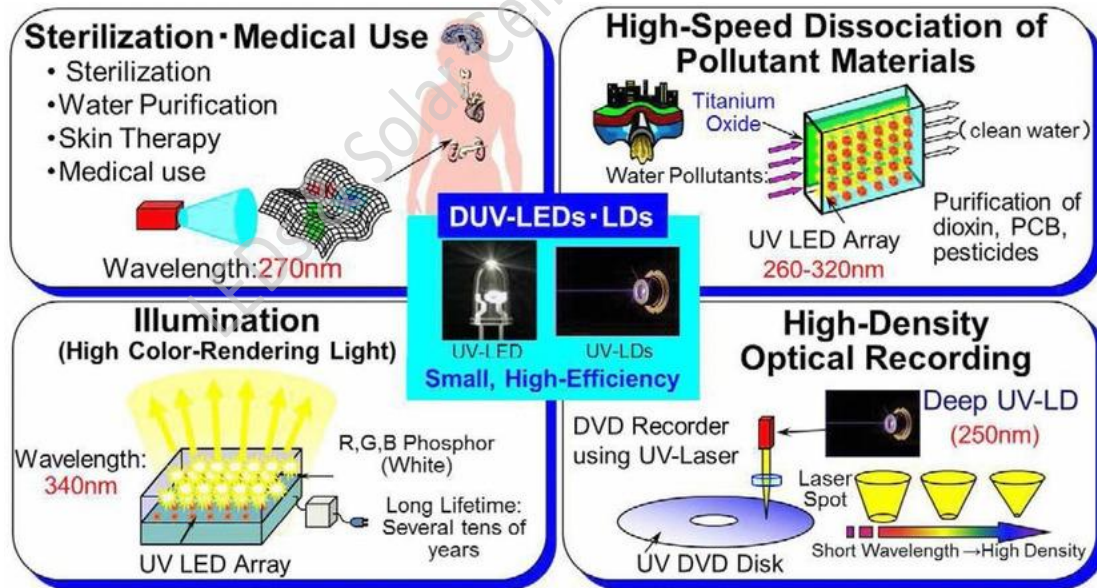 Sterilization・Medical Use
• Sterilization
•Water Purification
• Skin Therapy
• Medical use
Wavelength:270nm
High-Speed Dissociation of
Pollutant Materials
Titanium
Oxide
(clean water)
Water Pollutants:
UV LED Array
260-320nm
Purification of
dioxin, PCB,
pesticides
DUV-LEDs・LDs
UV-LED
UV-LDs
Small, High-Efficiency
Illumination
(High Color-Rendering Light)
Wavelength:
340nm
R,G,B Phosphor
(White)
Long Lifetime:
Several tens of
years
UV LED Array
High-Density
Optical Recording
DVD Recorder
using UV-Laser
Deep UV-LD
(250nm)
Laser
Spot
Short Wavelength →High Density
UV DVD Disk